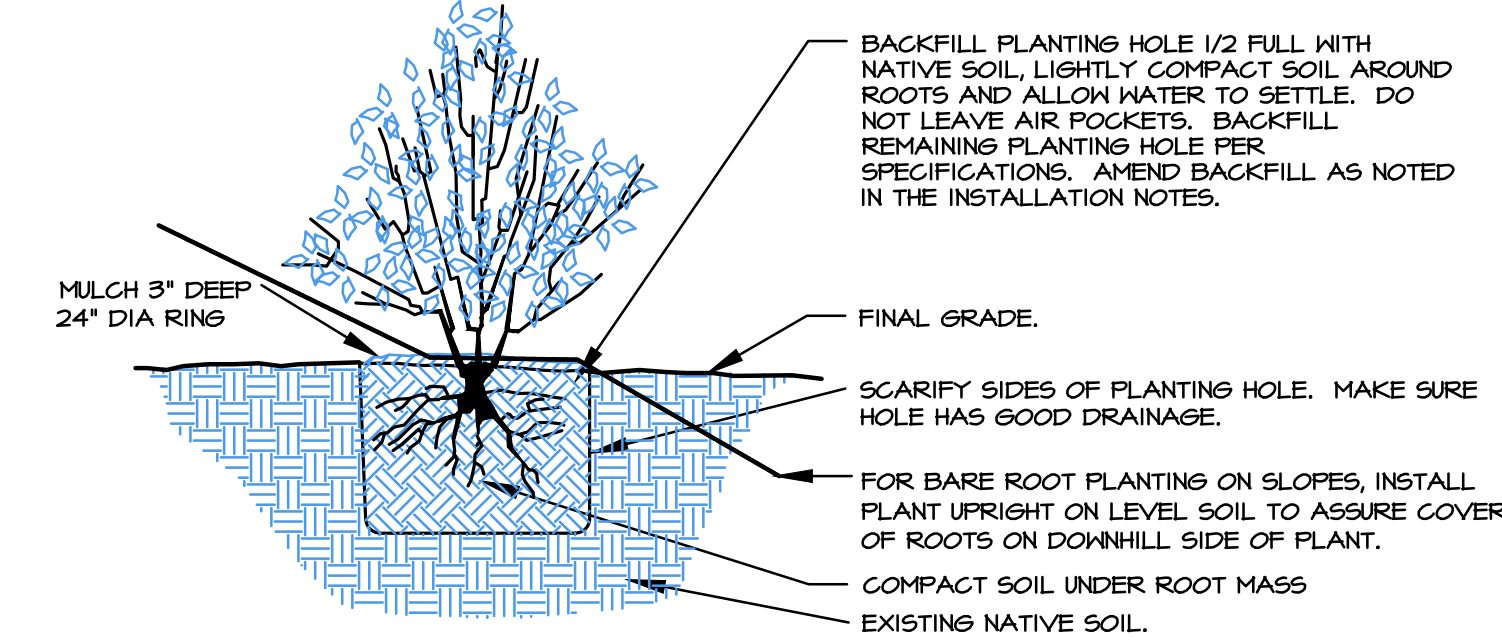 BACKFILL PLANTING HOLE 1/2 FULL WITH
NATIVE SOIL, LIGHTLY COMPACT SOIL AROUND
ROOTS AND ALLOW WATER TO SETTLE. DO
NOT LEAVE AIR POCKETS. BACKFILL
REMAINING PLANTING HOLE PER
SPECIFICATIONS. AMEND BACKFILL AS NOTED
IN THE INSTALLATION NOTES.
MULCH 3" DEEP
24" DIA RING
FINAL GRADE.
SCARIFY SIDES OF PLANTING HOLE. MAKE SURE
HOLE HAS GOOD DRAINAGE.
FOR BARE ROOT PLANTING ON SLOPES, INSTALL
PLANT UPRIGHT ON LEVEL SOIL TO ASSURE COVER
OF ROOTS ON DOWNHILL SIDE OF PLANT.
COMPACT SOIL UNDER ROOT MASS
EXISTING NATIVE SOIL.